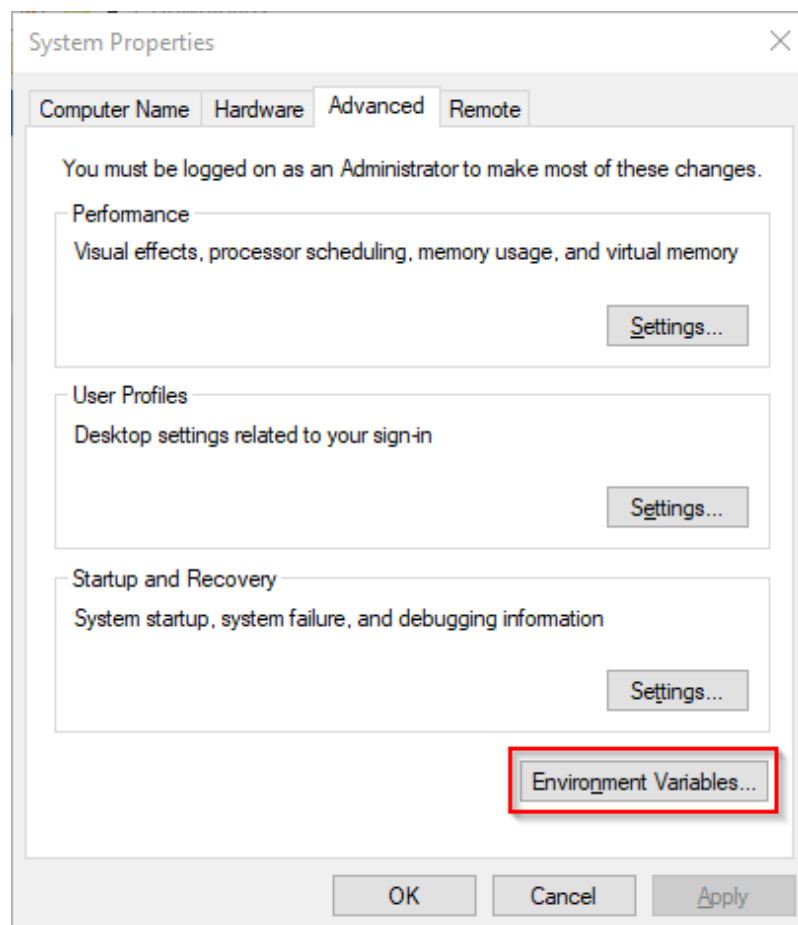 System Properties
Computer Name Hardware Advanced Remote
You must be logged on as an Administrator to make most of these changes.
Performance
Visual effects, processor scheduling, memory usage, and virtual memory
Settings...
User Profiles
Desktop settings related to your sign-in
Settings...
Startup and Recovery
System startup, system failure, and debugging information
Settings...
Environment Variables...
OK Cancel Apply